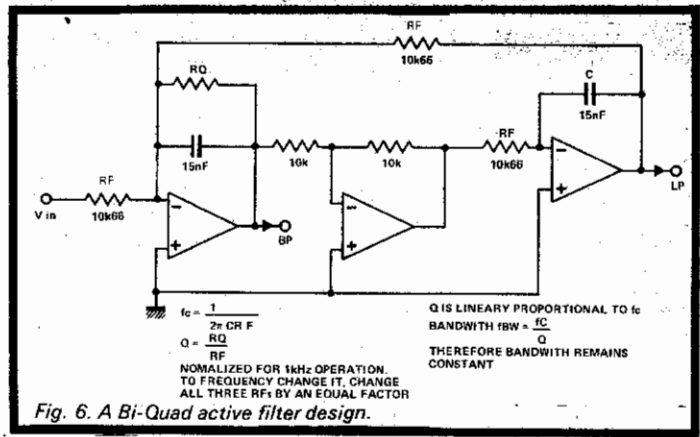 RF
10k66
RQ
C
15nF
15nF
10k
10k
RF
10k66
RF
10k66
V in
BP
LP
fc = 1
2π CR F
Q = RQ
RF
NOMALIZED FOR 1kHz OPERATION.
TO FREQUENCY CHANGE IT, CHANGE
ALL THREE RFs BY AN EQUAL FACTOR
Q IS LINEARY PROPORTIONAL TO fc
BANDWITH fBW = fC
Q
THEREFORE BANDWITH REMAINS
CONSTANT
Fig. 6. A Bi-Quad active filter design.